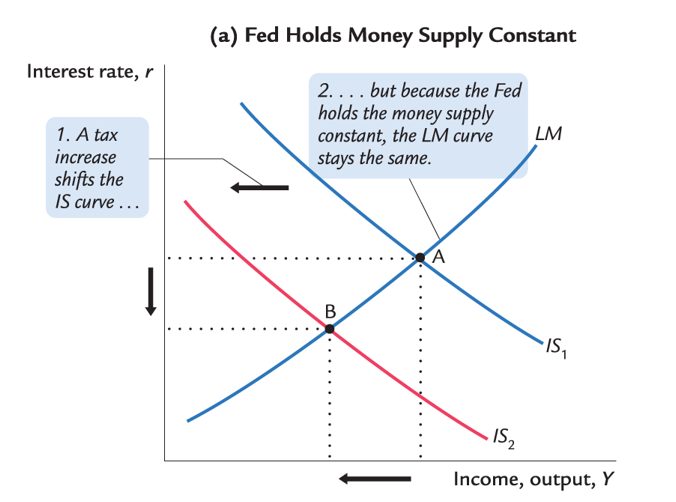 (a) Fed Holds Money Supply Constant
Interest rate, r
2. . . . but because the Fed
holds the money supply
constant, the LM curve
stays the same.
LM
1. A tax
increase
shifts the
IS curve . . .
A
B
IS1
IS2
Income, output, Y